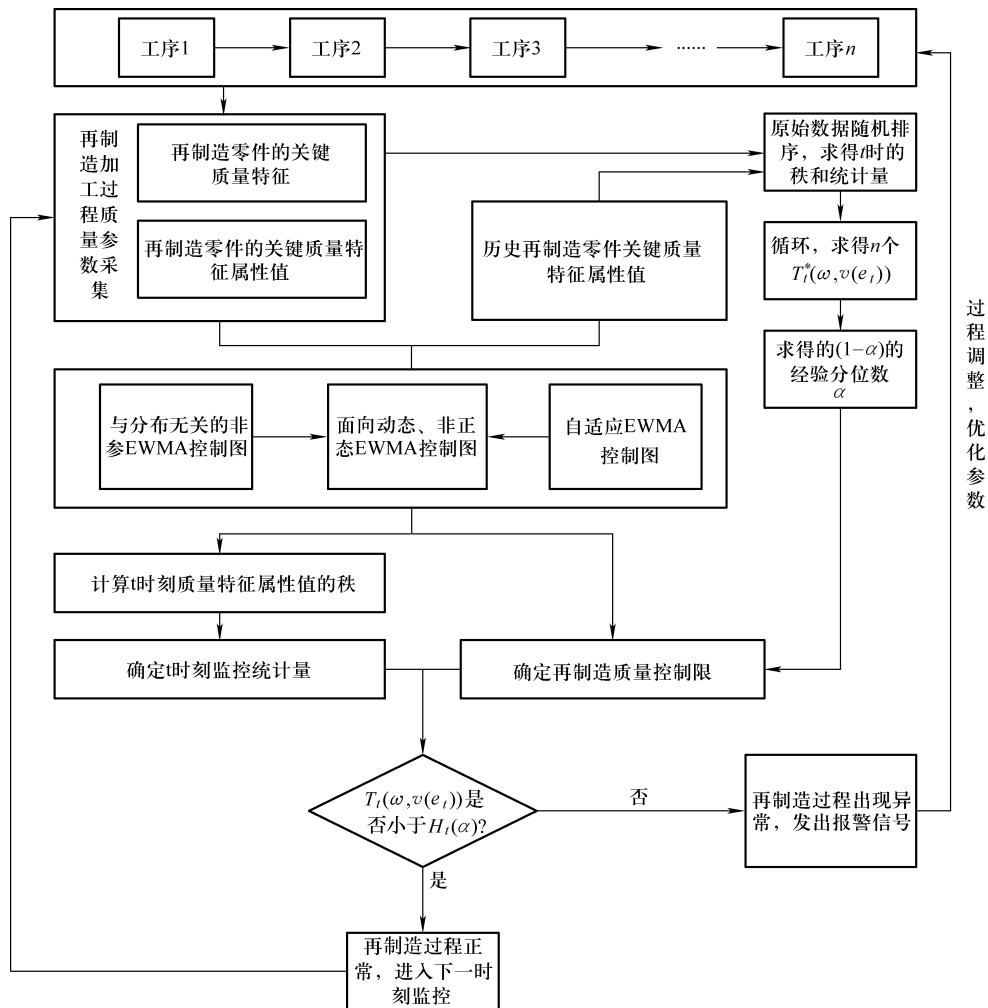 工序1
工序2
工序3
……
工序n
再制
造加
工过
程质
量参
数采
集
再制造零件的关键
质量特征
再制造零件的关键质量特
征属性值
历史再制造零件关键质量
特征属性值
原始数据随机排
序，求得t时的
秩和统计量
循环，求得n个
T*t(ω,v(et))
求得的(1-α)的
经验分位数
α
与分布无关的非
参EWMA控制图
面向动态、非正
态EWMA控制图
自适应EWMA
控制图
计算t时刻质量特征属性值的秩
确定t时刻监控统计量
确定再制造质量控制限
Tt(ω,v(et))是
否小于Ht(α)?
否
是
再制造过程出现异
常，发出报警信号
再制造过程正
常，进入下一时
刻监控
过程调整，优化参数